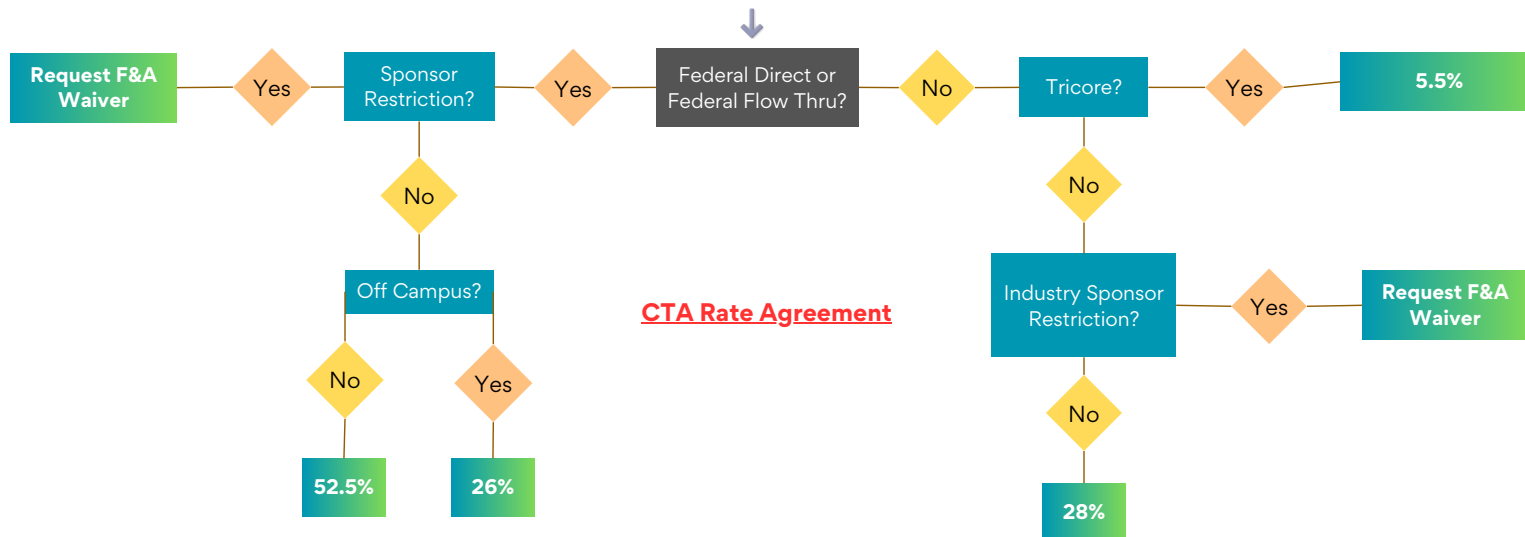 Request F&A
Waiver
Yes
Sponsor
Restriction?
Yes
Federal Direct or
Federal Flow Thru?
No
Tricore?
Yes
5.5%
No
No
Off Campus?
CTA Rate Agreement
Industry Sponsor
Restriction?
Yes
Request F&A
Waiver
No
Yes
No
52.5%
26%
28%